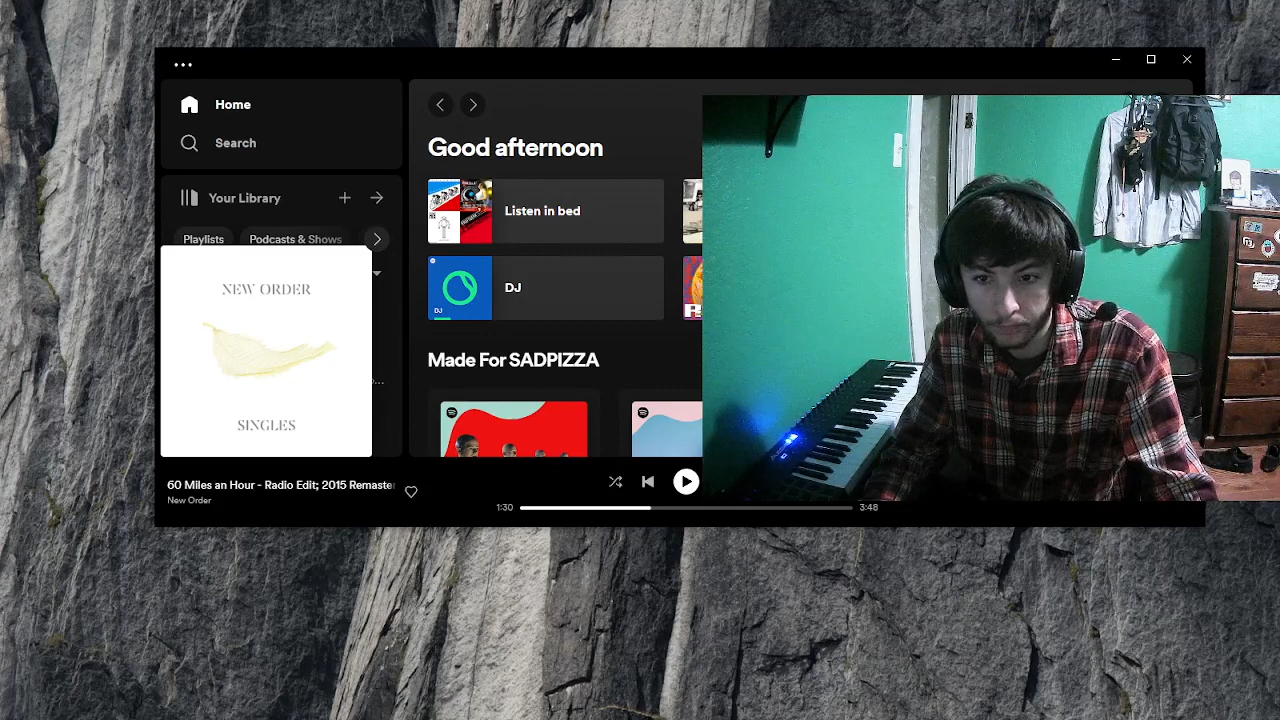 Home
Search
Your Library
Playlists
Podcasts & Shows
NEW ORDER
SINGLES
Good afternoon
Listen in bed
DJ
DJ
Made For SADPIZZA
60 Miles an Hour - Radio Edit; 2015 Remaster
New Order
1:30
3:48